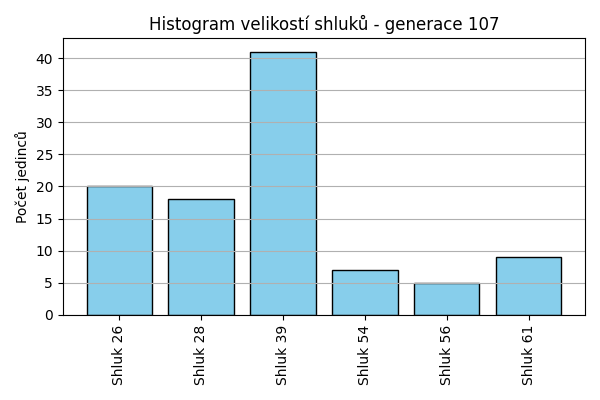 Histogram velikostí shluků - generace 107
Počet jedinců
40
35
30
25
20
15
10
5
0
Shluk 26
Shluk 28
Shluk 39
Shluk 54
Shluk 56
Shluk 61